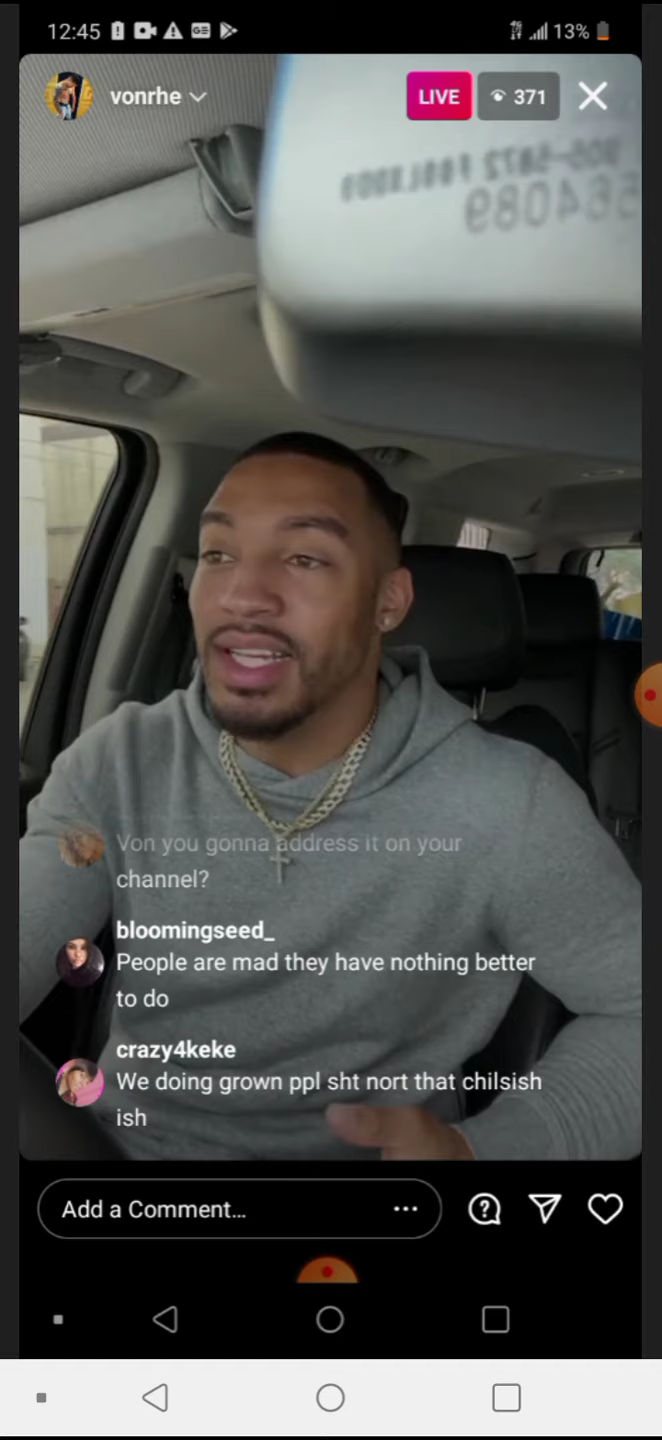 12:45
13%
vonrhe
LIVE
371
Von you gonna address it on your
channel?
bloomingseed_
People are mad they have nothing better
to do
crazy4keke
We doing grown ppl sht nort that chilsish
ish
Add a Comment...